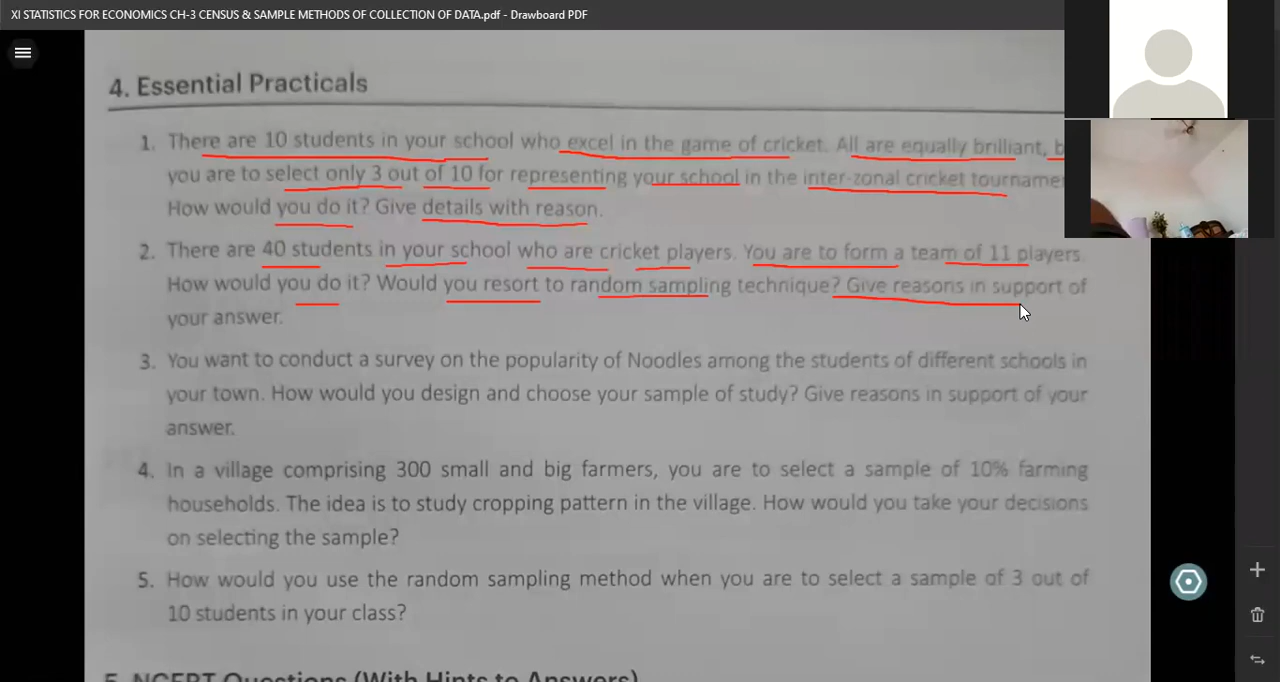 XI STATISTICS FOR ECONOMICS CH-3 CENSUS & SAMPLE METHODS OF COLLECTION OF DATA.pdf - Drawboard PDF
4. Essential Practicals
1. There are 10 students in your school who excel in the game of cricket. All are equally brilliant,
you are to select only 3 out of 10 for representing your school in the inter-zonal cricket
How would you do it? Give details with reason.
2. There are 40 students in your school who are cricket players. You are to form a team of 11 players.
How would you do it? Would you resort to random sampling technique? Give reasons in support of
your answer.
3. You want to conduct a survey on the popularity of Noodles among the students of different schools in
your town. How would you design and choose your sample of study? Give reasons in support of your
answer.
4. In a village comprising 300 small and big farmers, you are to select a sample of 10% farming
households. The idea is to study cropping pattern in the village. How would you take your decisions
on selecting the sample?
5. How would you use the random sampling method when you are to select a sample of 3 out of
10 students in your class?
5. NCERT Questions (With Hints to Answers)